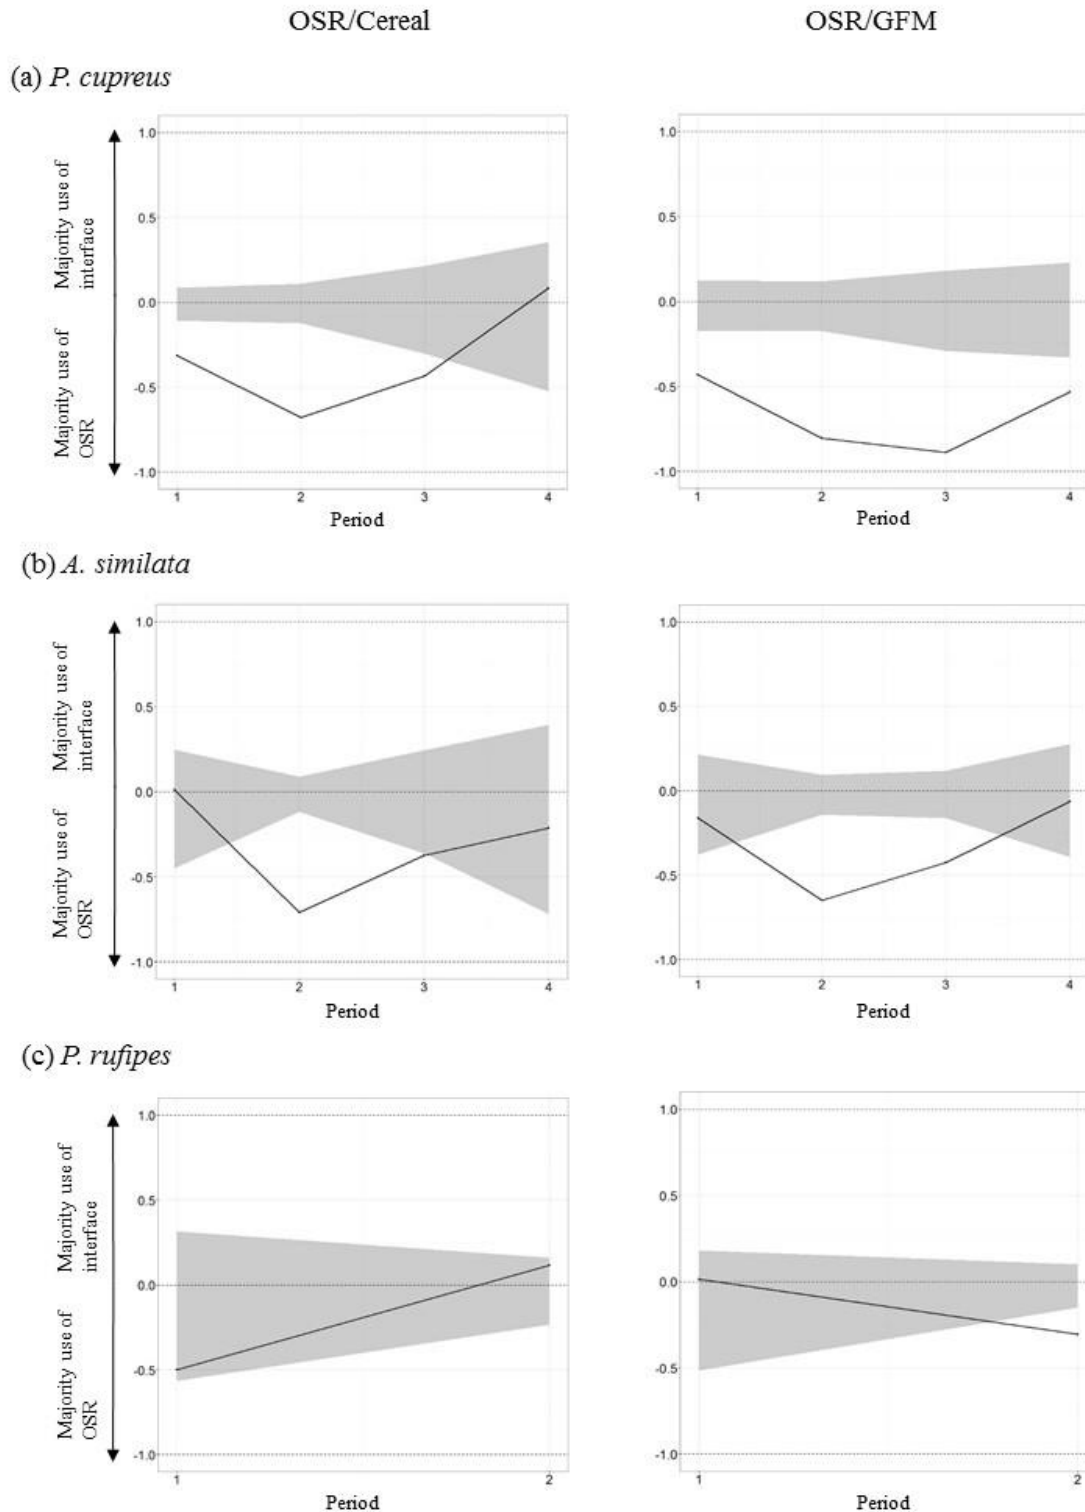 OSR/Cereal
OSR/GFM
(a) P. cupreus
Majority use of
interface
Majority use of
OSR
1.0
0.5
0.0
-0.5
-1.0
1
2
3
4
Period
1.0
0.5
0.0
-0.5
-1.0
1
2
3
4
Period
(b) A. similata
Majority use of
interface
Majority use of
OSR
1.0
0.5
0.0
-0.5
-1.0
1
2
3
4
Period
1.0
0.5
0.0
-0.5
-1.0
1
2
3
4
Period
(c) P. rufipes
Majority use of
interface
Majority use of
OSR
1.0
0.5
0.0
-0.5
-1.0
1
2
Period
1.0
0.5
0.0
-0.5
-1.0
1
2
Period